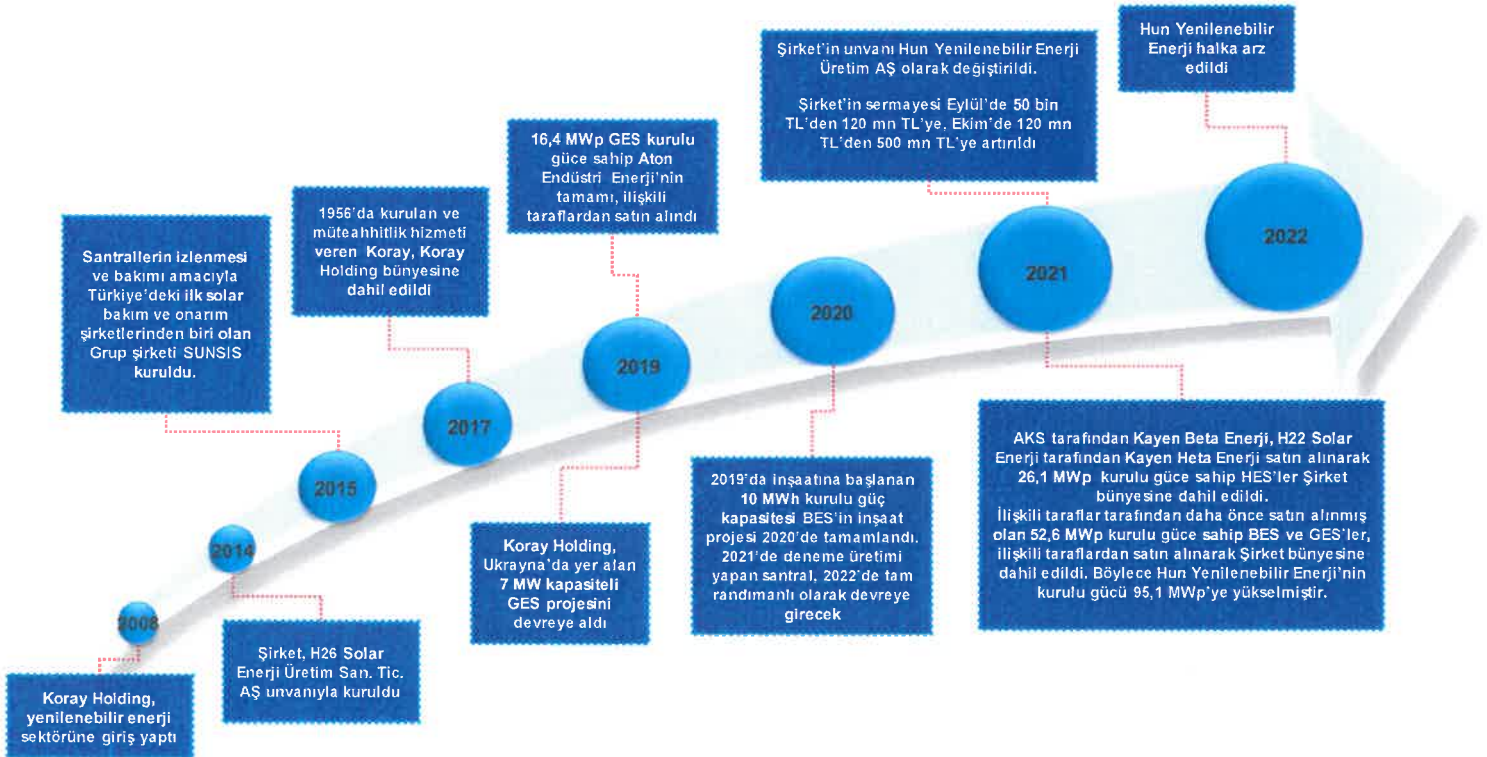 2008
Koray Holding,
yenilenebilir enerji
sektörüne giriş yaptı
2014
Şirket, H26 Solar
Enerji Üretim San. Tic.
AŞ unvanıyla kuruldu
Santrallerin izlenmesi
ve bakımı amacıyla
Türkiye'deki ilk solar
bakım ve onarım
şirketlerinden biri olan
Grup şirketi SUNSIS
kuruldu.
2015
1956'da kurulan ve
müteahhitlik hizmeti
veren Koray, Koray
Holding bünyesine
dahil edildi
2017
16,4 MWp GES kurulu
güce sahip Aton
Endüstri Enerji'nin
tamamı, ilişkili
taraflardan satın alındı
2019
Koray Holding,
Ukrayna'da yer alan
7 MW kapasiteli
GES projesini
devreye aldı
2020
2019'da inşaatına başlanan
10 MWh kurulu güç
kapasitesi BES'in inşaat
projesi 2020'de tamamlandı.
2021'de deneme üretimi
yapan santral, 2022'de tam
randımanlı olarak devreye
girecek
Şirket'in unvanı Hun Yenilenebilir Enerji
Üretim AŞ olarak değiştirildi.
Şirket'in sermayesi Eylül'de 50 bin
TL'den 120 mn TL'ye, Ekim'de 120 mn
TL'den 500 mn TL'ye artırıldı
2021
AKS tarafından Kayen Beta Enerji, H22 Solar
Enerji tarafından Kayen Heta Enerji satın alınarak
26,1 MWp kurulu güce sahip HES'ler Şirket
bünyesine dahil edildi.
İlişkili taraflar tarafından daha önce satın alınmış
olan 52,6 MWp kurulu güce sahip BES ve GES'ler,
ilişkili taraflardan satın alınarak Şirket bünyesine
dahil edildi. Böylece Hun Yenilenebilir Enerji'nin
kurulu gücü 95,1 MWp'ye yükselmiştir.
Hun Yenilenebilir
Enerji halka arz
edildi
2022